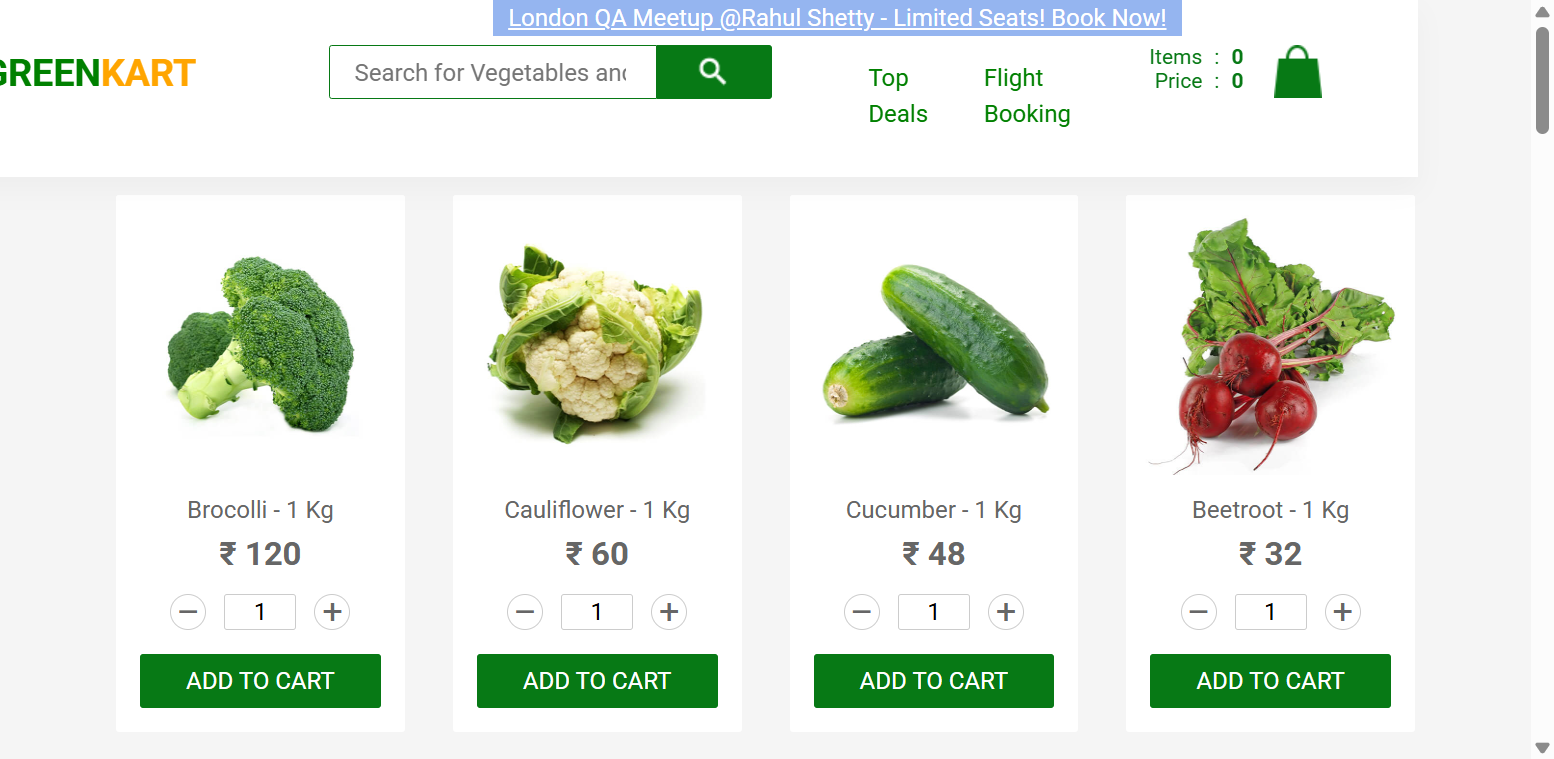 London QA Meetup @Rahul Shetty - Limited Seats! Book Now!
GREENKART
Search for Vegetables and
Top Deals
Flight Booking
Items : 0
Price : 0
Brocolli - 1 Kg
₹ 120
− 1 +
ADD TO CART
Cauliflower - 1 Kg
₹ 60
− 1 +
ADD TO CART
Cucumber - 1 Kg
₹ 48
− 1 +
ADD TO CART
Beetroot - 1 Kg
₹ 32
− 1 +
ADD TO CART